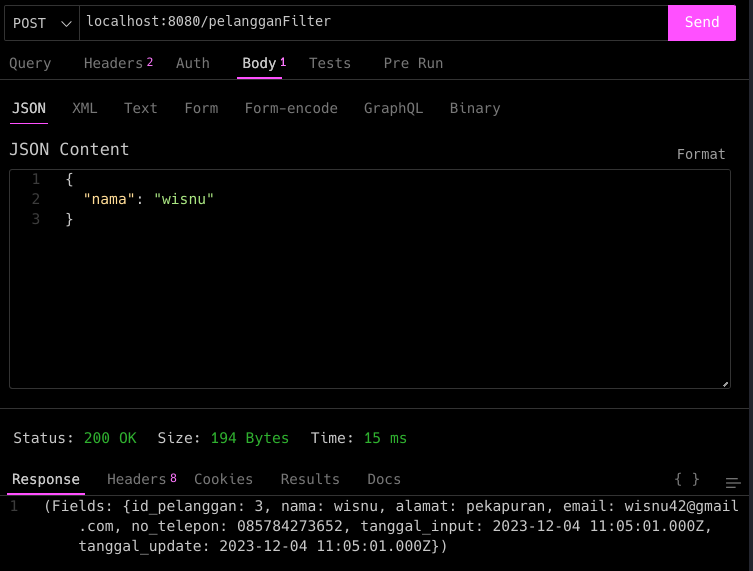 POST localhost:8080/pelangganFilter Send
Query Headers 2 Auth Body 1 Tests Pre Run
JSON XML Text Form Form-encode GraphQL Binary
JSON Content
Format
1 {
2 "nama": "wisnu"
3 }
Status: 200 OK Size: 194 Bytes Time: 15 ms
Response Headers 8 Cookies Results Docs { }
1 (Fields: {id_pelanggan: 3, nama: wisnu, alamat: pekapuran, email: wisnu42@gmail
.com, no_telepon: 085784273652, tanggal_input: 2023-12-04 11:05:01.000Z,
tanggal_update: 2023-12-04 11:05:01.000Z})